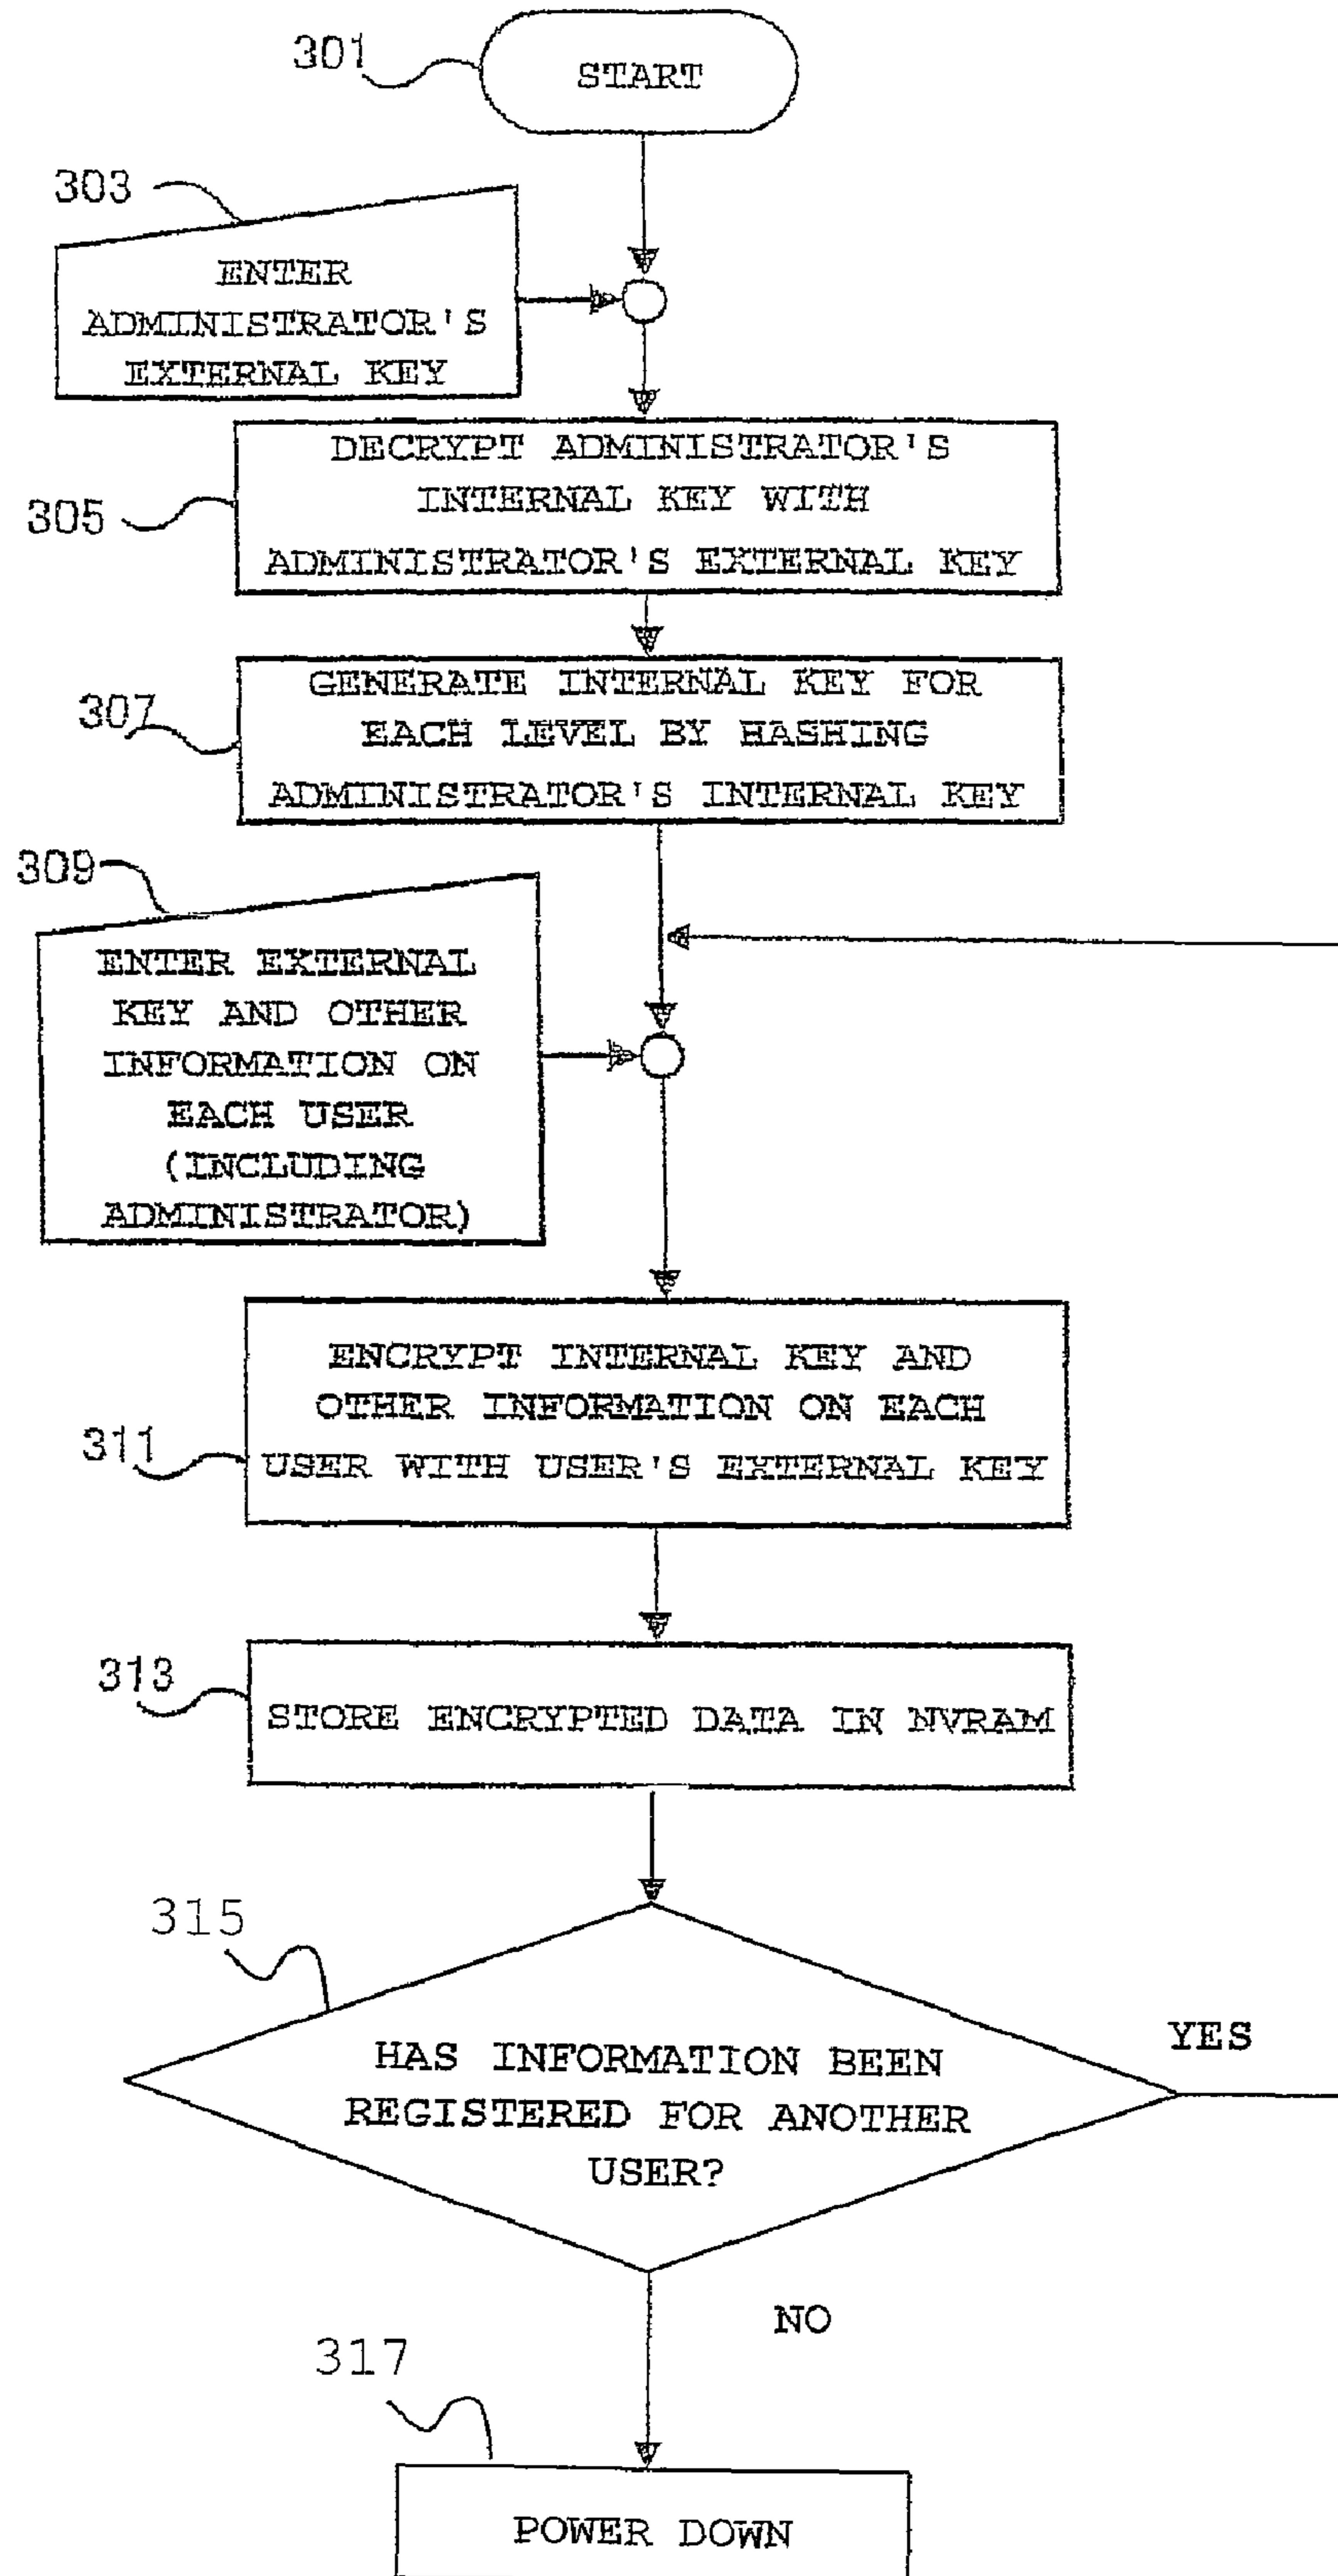 301
START
303
ENTER
ADMINISTRATOR'S
EXTERNAL KEY
DECRYPT ADMINISTRATOR'S
INTERNAL KEY WITH
ADMINISTRATOR'S EXTERNAL KEY
305
GENERATE INTERNAL KEY FOR
EACH LEVEL BY HASHING
ADMINISTRATOR'S INTERNAL KEY
307
309
ENTER EXTERNAL
KEY AND OTHER
INFORMATION ON
EACH USER
(INCLUDING
ADMINISTRATOR)
ENCRYPT INTERNAL KEY AND
OTHER INFORMATION ON EACH
USER WITH USER'S EXTERNAL KEY
311
313
STORE ENCRYPTED DATA IN NVRAM
315
HAS INFORMATION BEEN
REGISTERED FOR ANOTHER
USER?
YES
NO
317
POWER DOWN